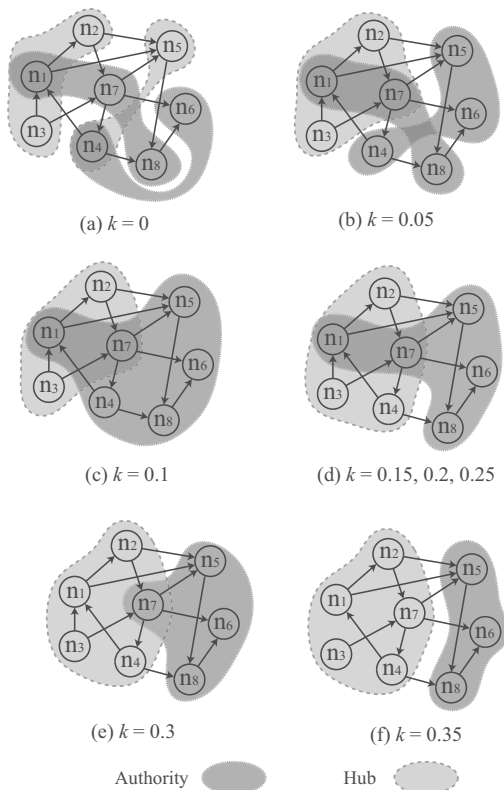 n2
n5
n1
n7
n6
n3
n4
n8
(a) k = 0
n2
n5
n1
n7
n6
n3
n4
n8
(b) k = 0.05
n2
n5
n1
n7
n6
n3
n4
n8
(c) k = 0.1
n2
n5
n1
n7
n6
n3
n4
n8
(d) k = 0.15, 0.2, 0.25
n2
n5
n1
n7
n6
n3
n4
n8
(e) k = 0.3
n2
n5
n1
n7
n6
n3
n4
n8
(f) k = 0.35
Authority
Hub